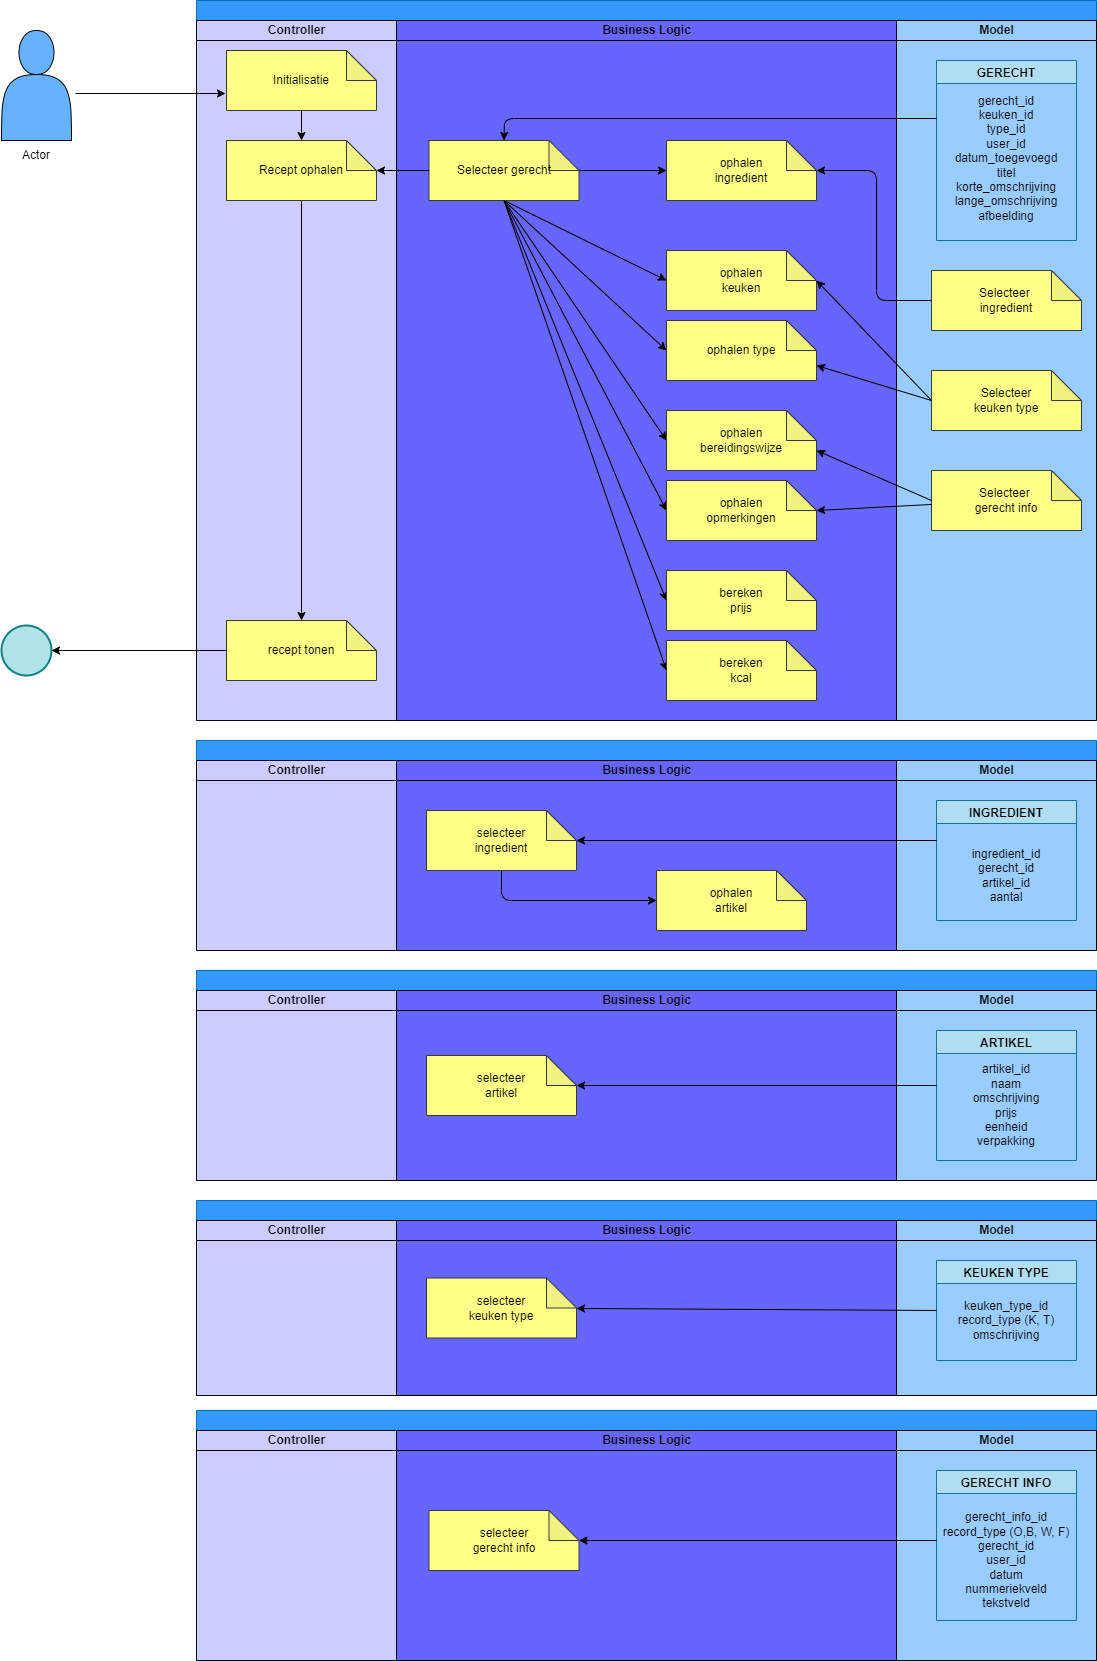 Controller
Business Logic
Model
Actor
Initialisatie
Recept ophalen
recept tonen
Selecteer gerecht
ophalen
ingredient
ophalen
keuken
ophalen type
ophalen
bereidingswijze
ophalen
opmerkingen
bereken
prijs
bereken
kcal
GERECHT
gerecht_id
keuken_id
type_id
user_id
datum_toegevoegd
titel
korte_omschrijving
lange_omschrijving
afbeelding
Selecteer
ingredient
Selecteer
keuken type
Selecteer
gerecht info
Controller
Business Logic
Model
selecteer
ingredient
ophalen
artikel
INGREDIENT
ingredient_id
gerecht_id
artikel_id
aantal
Controller
Business Logic
Model
selecteer
artikel
ARTIKEL
artikel_id
naam
omschrijving
prijs
eenheid
verpakking
Controller
Business Logic
Model
selecteer
keuken type
KEUKEN TYPE
keuken_type_id
record_type (K, T)
omschrijving
Controller
Business Logic
Model
selecteer
gerecht info
GERECHT INFO
gerecht_info_id
record_type (O,B, W, F)
gerecht_id
user_id
datum
nummeriekveld
tekstveld